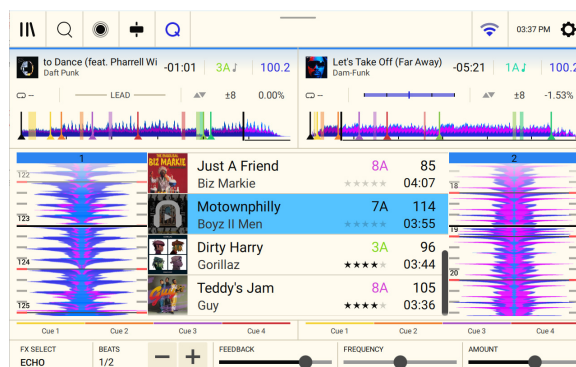 03:37 PM
to Dance (feat. Pharrell Wi -01:01 3A 100.2
Daft Punk
Let's Take Off (Far Away) -05:21 1A 100.2
Dam-Funk
-- LEAD ±8 0.00%
-- ±8 -1.53%
1
2
122
123
124
125
Just A Friend 8A 85
Biz Markie 04:07
Motownphilly 7A 114
Boyz II Men 03:55
Dirty Harry 3A 96
Gorillaz 03:44
Teddy's Jam 8A 105
Guy 03:36
18
19
20
BIZ MARKIE
Guy
Cue 1 Cue 2 Cue 3 Cue 4
Cue 1 Cue 2 Cue 3 Cue 4
FX SELECT BEATS FEEDBACK FREQUENCY AMOUNT
ECHO 1/2